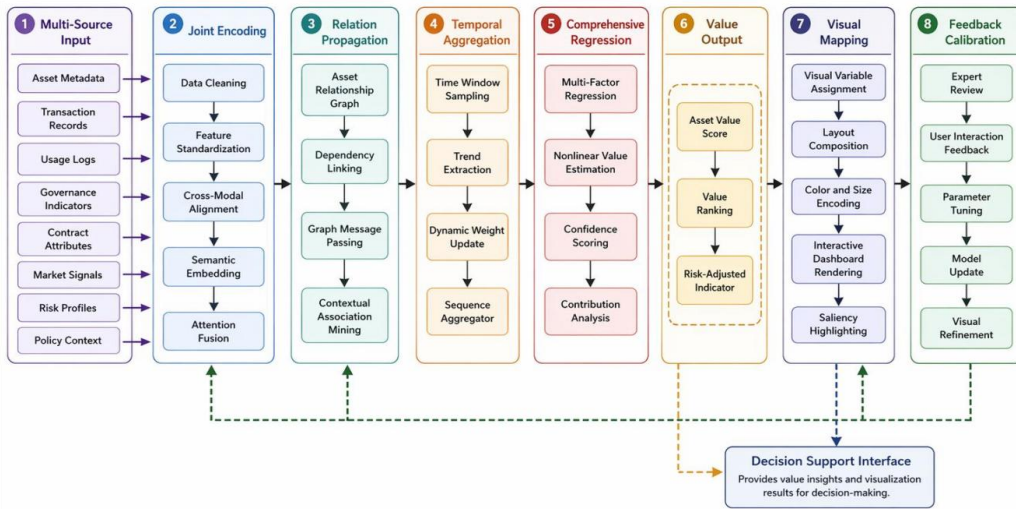 1 Multi-Source
Input
Asset Metadata
Transaction
Records
Usage Logs
Governance
Indicators
Contract
Attributes
Market Signals
Risk Profiles
Policy Context
2 Joint Encoding
Data Cleaning
Feature
Standardization
Cross-Modal
Alignment
Semantic
Embedding
Attention
Fusion
3 Relation
Propagation
Asset
Relationship
Graph
Dependency
Linking
Graph Message
Passing
Contextual
Association
Mining
4 Temporal
Aggregation
Time Window
Sampling
Trend
Extraction
Dynamic Weight
Update
Sequence
Aggregator
5 Comprehensive
Regression
Multi-Factor
Regression
Nonlinear Value
Estimation
Confidence
Scoring
Contribution
Analysis
6 Value
Output
Asset Value
Score
Value
Ranking
Risk-Adjusted
Indicator
7 Visual
Mapping
Visual Variable
Assignment
Layout
Composition
Color and Size
Encoding
Interactive
Dashboard
Rendering
Saliency
Highlighting
8 Feedback
Calibration
Expert
Review
User Interaction
Feedback
Parameter
Tuning
Model
Update
Visual
Refinement
Decision Support Interface
Provides value insights and visualization
results for decision-making.